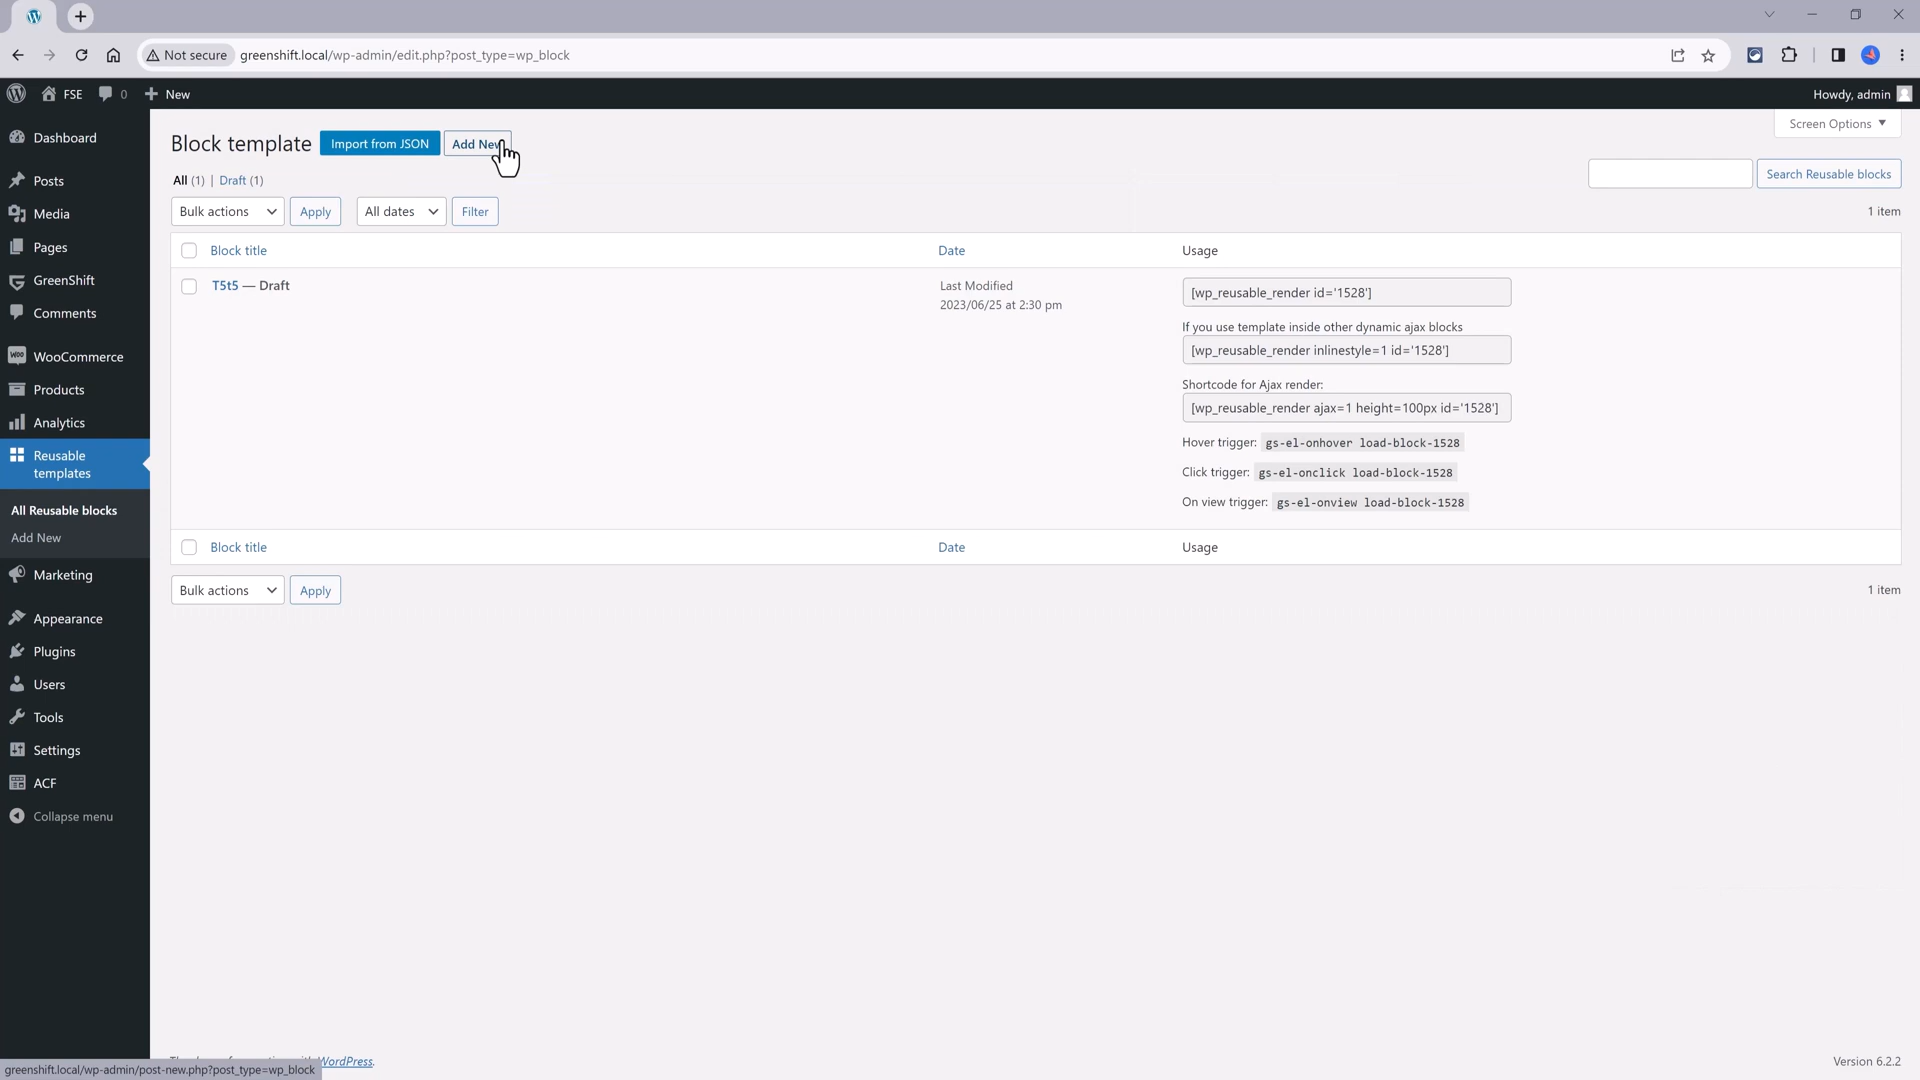 Not secure greenshift.local/wp-admin/edit.php?post_type=wp_block
FSE 0 New Howdy, admin
Dashboard
Posts
Media
Pages
GreenShift
Comments
WooCommerce
Products
Analytics
Reusable
templates
All Reusable blocks
Add New
Marketing
Appearance
Plugins
Users
Tools
Settings
ACF
Collapse menu
Screen Options
Block template Import from JSON Add New
All (1) | Draft (1)
Search Reusable blocks
Bulk actions Apply All dates Filter 1 item
Block title Date Usage
T5t5 — Draft
Last Modified
2023/06/25 at 2:30 pm
[wp_reusable_render id='1528']
If you use template inside other dynamic ajax blocks
[wp_reusable_render inlinestyle=1 id='1528']
Shortcode for Ajax render:
[wp_reusable_render ajax=1 height=100px id='1528']
Hover trigger: gs-el-onhover load-block-1528
Click trigger: gs-el-onclick load-block-1528
On view trigger: gs-el-onview load-block-1528
Block title Date Usage
Bulk actions Apply 1 item
WordPress.
Version 6.2.2
greenshift.local/wp-admin/post-new.php?post_type=wp_block